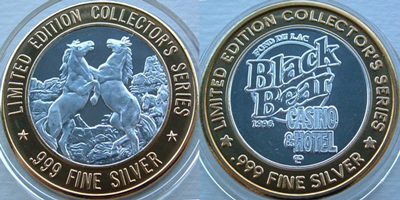 LIMITED EDITION COLLECTOR'S SERIES
.999 FINE SILVER
LIMITED EDITION COLLECTOR'S SERIES
FOND DU LAC
Black
Bear
1996
CASINO
& HOTEL
.999 FINE SILVER